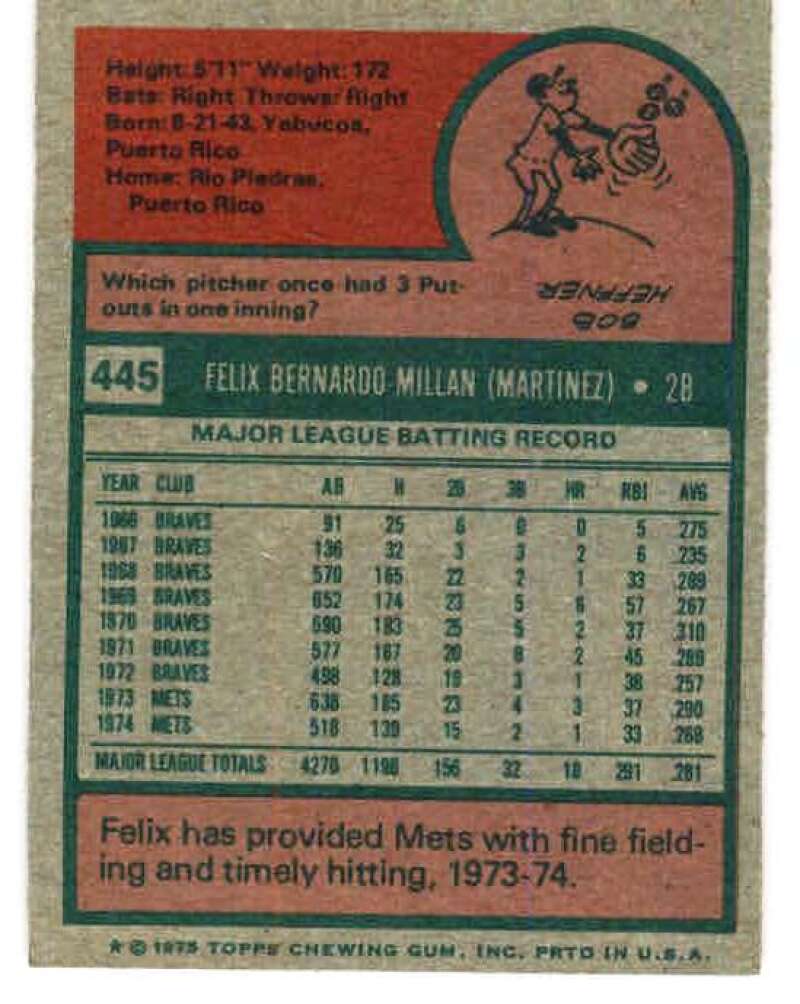 Height: 5'11" Weight: 172
Bats: Right Throws: Right
Born: 8-21-43, Yabucoa,
Puerto Rico
Home: Rio Piedras,
Puerto Rico
Which pitcher once had 3 Put-
outs in one inning?
BOB
HEFFNER
445 FELIX BERNARDO MILLAN (MARTINEZ) • 2B
MAJOR LEAGUE BATTING RECORD
YEAR CLUB AB H 2B 3B HR RBI AVG
1966 BRAVES 91 25 6 0 0 5 .275
1967 BRAVES 136 32 3 3 2 6 .235
1968 BRAVES 570 165 22 2 1 33 .289
1969 BRAVES 652 174 23 5 6 57 .267
1970 BRAVES 590 183 25 5 2 37 .310
1971 BRAVES 577 167 20 8 2 45 .289
1972 BRAVES 498 128 19 3 1 38 .257
1973 METS 638 185 23 4 3 37 .290
1974 METS 518 139 15 2 1 33 .268
MAJOR LEAGUE TOTALS 4270 1198 156 32 18 291 .281
Felix has provided Mets with fine field-
ing and timely hitting, 1973-74.
★ © 1975 TOPPS CHEWING GUM, INC. PRTD IN U.S.A.